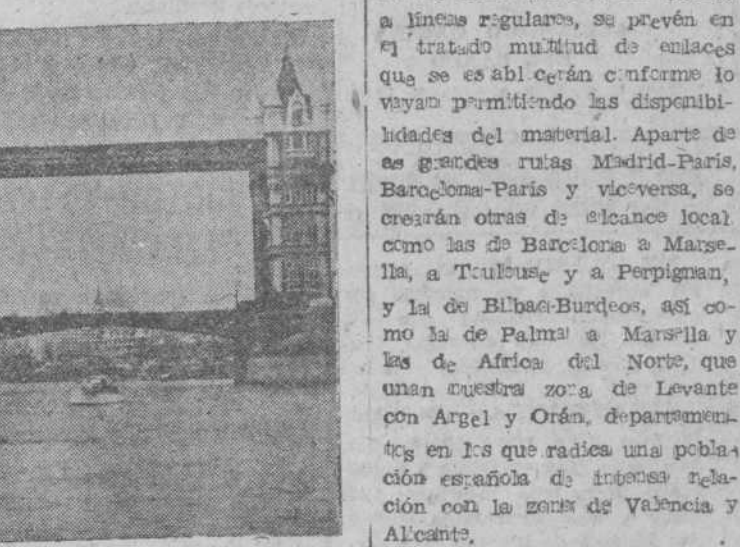 a líneas regulares, se prevén en
el tratado multitud de enlaces
que se establecerán conforme lo
vayan permitiendo las disponibi-
lidades del material. Aparte de
as grandes rutas Madrid-París,
Barcelona-París y viceversa, se
crearán otras de alcance local
como las de Barcelona a Marse-
lla, a Toulouse y a Perpignan,
y la de Bilbao-Burdeos, así co-
mo la de Palma a Marsella y
las de Africa del Norte, que
unan nuestra zona de Levante
con Argel y Orán, departamen-
tos en los que radica una pobla-
ción española de intensa rela-
ción con la zona de Valencia y
Alicante.